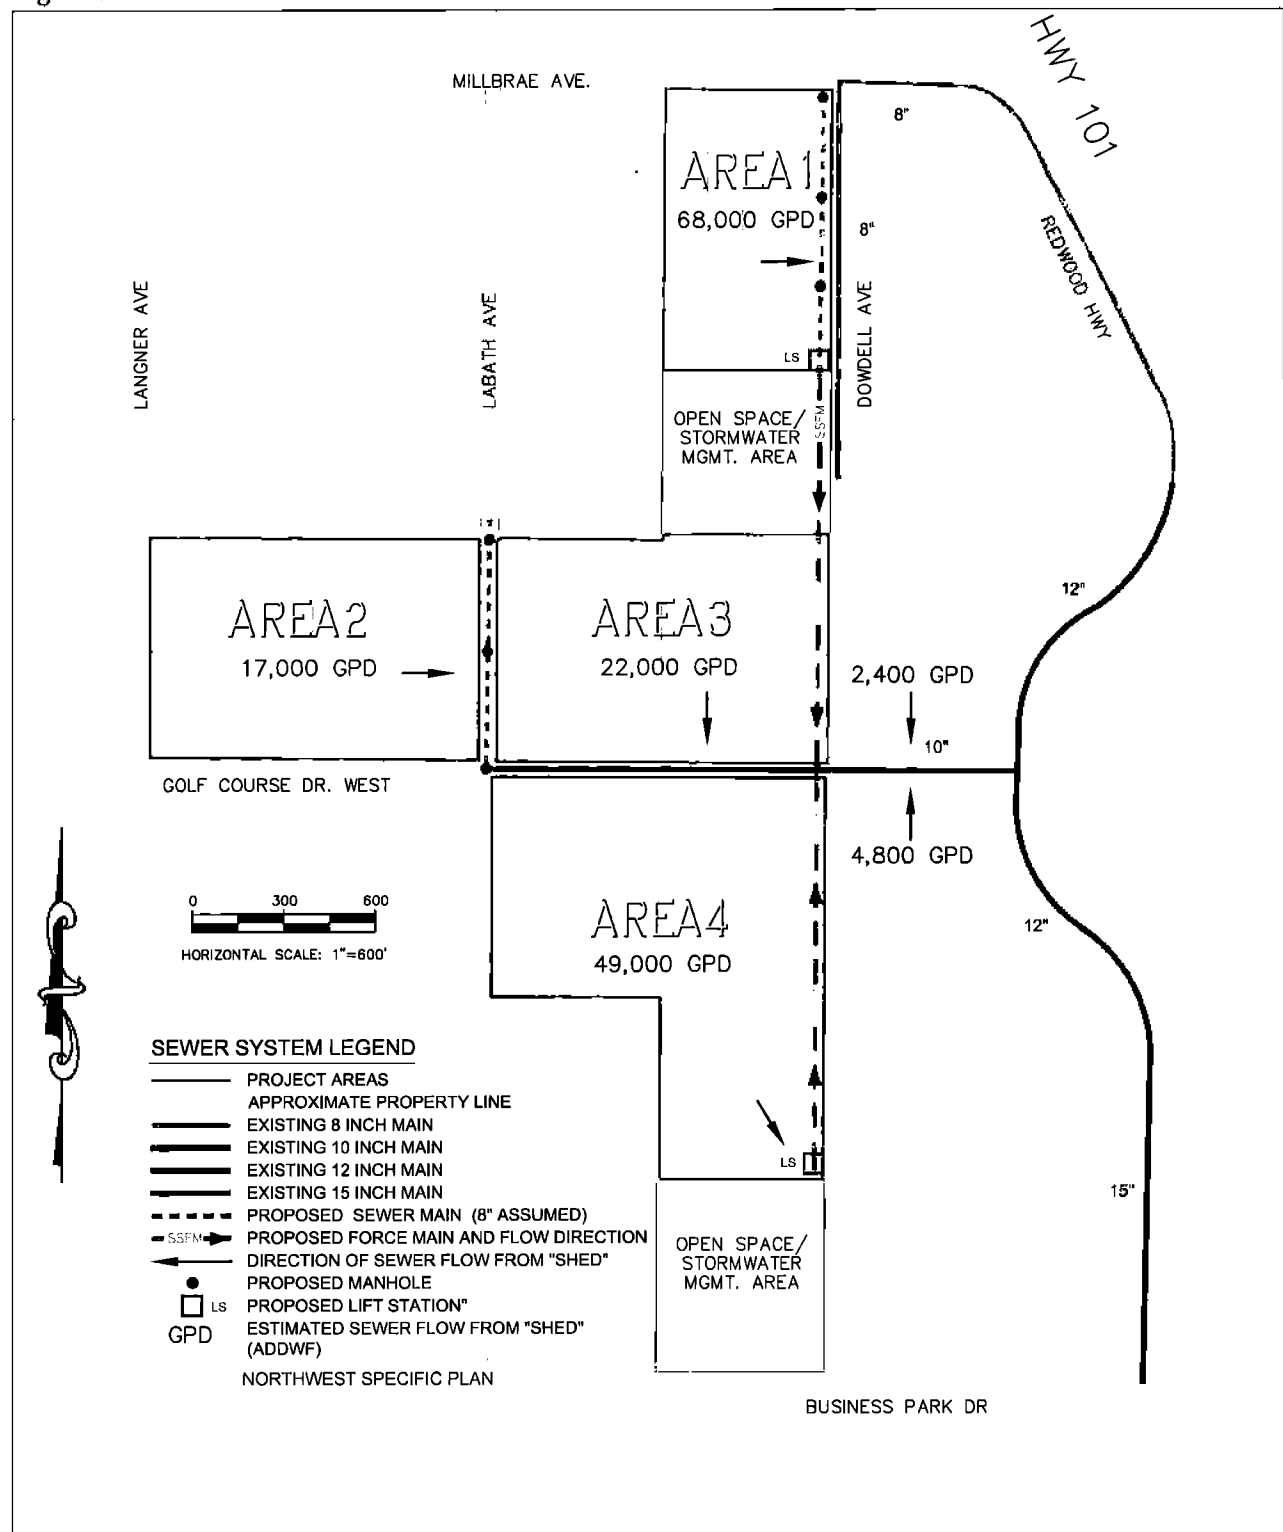 HWY 101
MILLBRAE AVE.
8"
AREA1
68,000 GPD
8"
REDWOOD HWY
LANGNER AVE
LABATH AVE
DOWDELL AVE
LS
OPEN SPACE/
STORMWATER
MGMT. AREA
SSFM
12"
AREA2
17,000 GPD
AREA3
22,000 GPD
2,400 GPD
10"
GOLF COURSE DR. WEST
4,800 GPD
0 300 600
HORIZONTAL SCALE: 1"=600'
AREA4
49,000 GPD
12"
SEWER SYSTEM LEGEND
PROJECT AREAS
APPROXIMATE PROPERTY LINE
EXISTING 8 INCH MAIN
EXISTING 10 INCH MAIN
EXISTING 12 INCH MAIN
EXISTING 15 INCH MAIN
PROPOSED SEWER MAIN (8" ASSUMED)
SSFM PROPOSED FORCE MAIN AND FLOW DIRECTION
DIRECTION OF SEWER FLOW FROM "SHED"
PROPOSED MANHOLE
LS PROPOSED LIFT STATION"
GPD ESTIMATED SEWER FLOW FROM "SHED"
(ADDWF)
NORTHWEST SPECIFIC PLAN
LS
15"
OPEN SPACE/
STORMWATER
MGMT. AREA
BUSINESS PARK DR